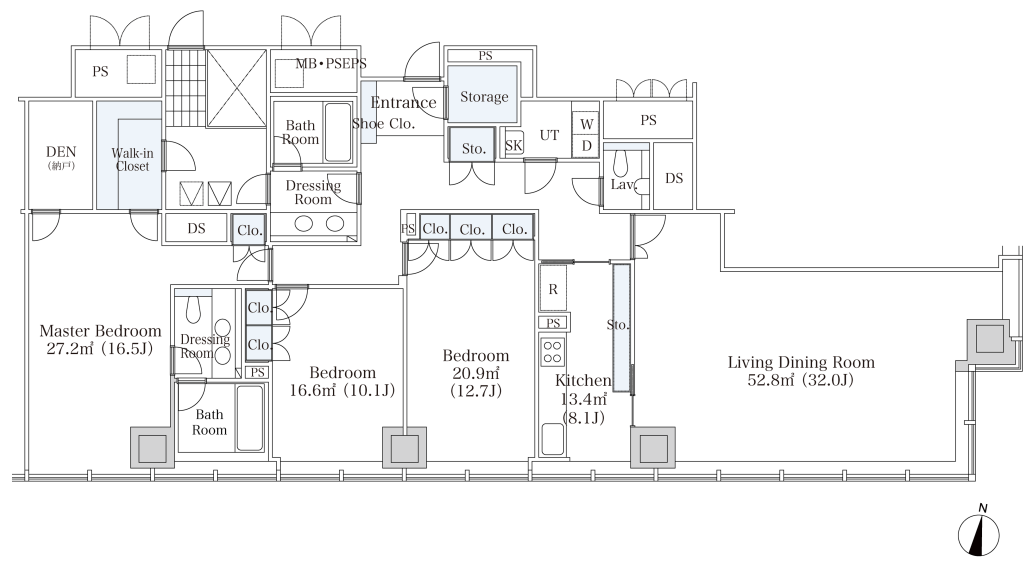 PS
MB・PSEPS
PS
Entrance
Shoe Clo.
Storage
PS
DEN
(納戸)
Walk-in
Closet
Bath
Room
Sto.
SK
UT
W
D
Lav.
DS
Dressing
Room
DS
Clo.
PS
Clo.
Clo.
Clo.
R
PS
Sto.
Clo.
Clo.
PS
Master Bedroom
27.2㎡ (16.5J)
Dressing
Room
Bath
Room
Bedroom
16.6㎡ (10.1J)
Bedroom
20.9㎡
(12.7J)
Kitchen
13.4㎡
(8.1J)
Living Dining Room
52.8㎡ (32.0J)
N